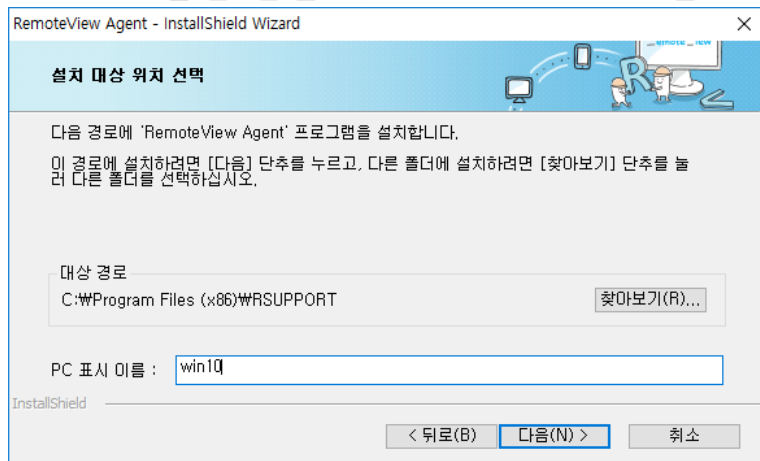 RemoteView Agent - InstallShield Wizard
설치 대상 위치 선택
다음 경로에 'RemoteView Agent' 프로그램을 설치합니다.
이 경로에 설치하려면 [다음] 단추를 누르고, 다른 폴더에 설치하려면 [찾아보기] 단추를 눌
러 다른 폴더를 선택하십시오.
대상 경로
C:₩Program Files (x86)₩RSUPPORT
찾아보기(R)...
PC 표시 이름 :
win10
InstallShield
< 뒤로(B)
다음(N) >
취소